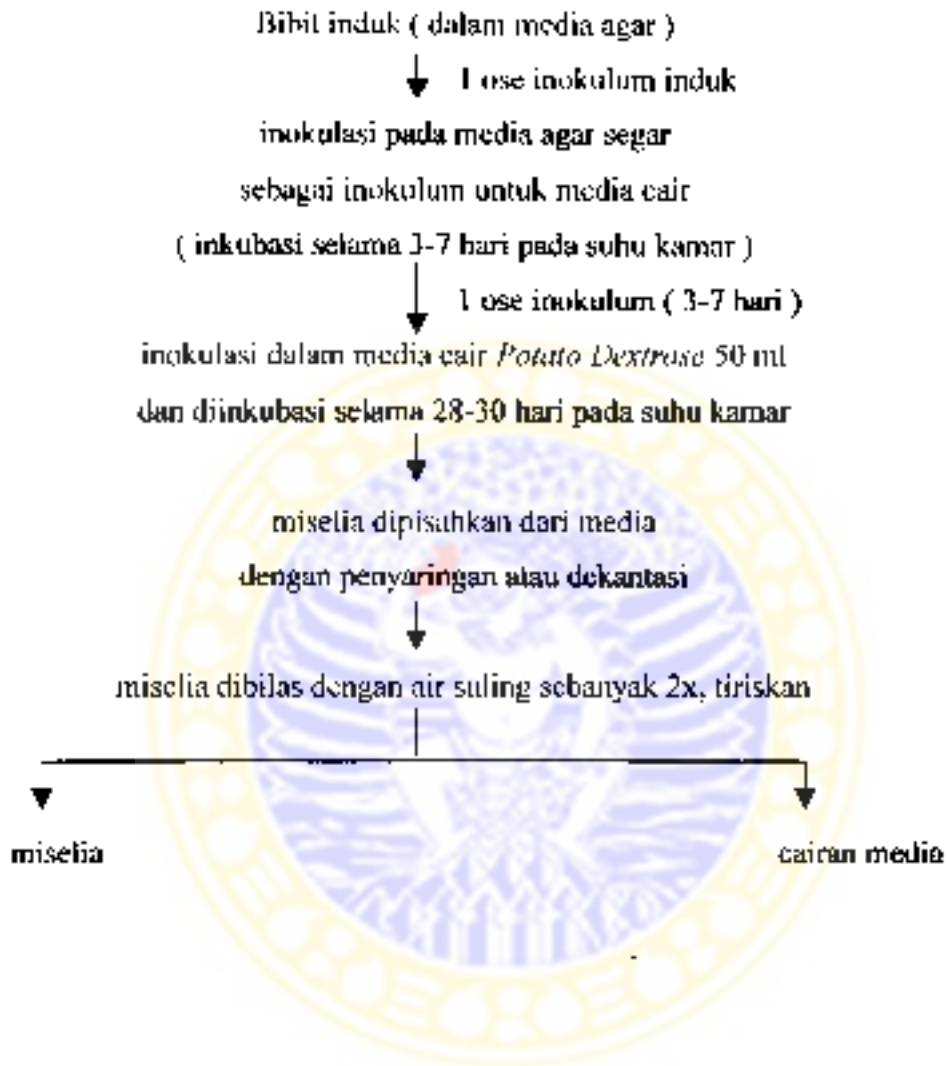 Bibit induk ( dalam media agar )
1 ose inokulum induk
inokulasi pada media agar segar
sebagai inokulum untuk media cair
( inkubasi selama 3-7 hari pada suhu kamar )
1 ose inokulum ( 3-7 hari )
inokulasi dalam media cair Potato Dextrose 50 ml
dan diinkubasi selama 28-30 hari pada suhu kamar
miselia dipisahkan dari media
dengan penyaringan atau dekantasi
miselia dibilas dengan air suling sebanyak 2x, tiriskan
miselia
cairan media